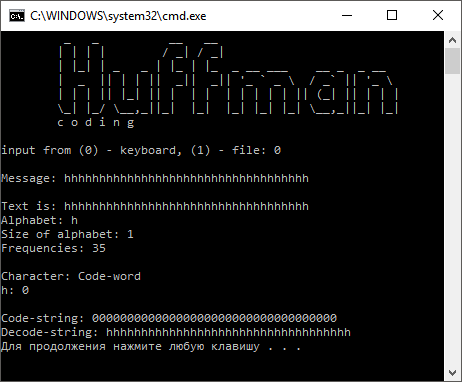 C:\WINDOWS\system32\cmd.exe
Huffman
c o d i n g
input from (0) - keyboard, (1) - file: 0
Message: hhhhhhhhhhhhhhhhhhhhhhhhhhhhhhhhhhh
Text is: hhhhhhhhhhhhhhhhhhhhhhhhhhhhhhhhhhh
Alphabet: h
Size of alphabet: 1
Frequencies: 35
Character: Code-word
h: 0
Code-string: 00000000000000000000000000000000000
Decode-string: hhhhhhhhhhhhhhhhhhhhhhhhhhhhhhhhhhh
Для продолжения нажмите любую клавишу . . .